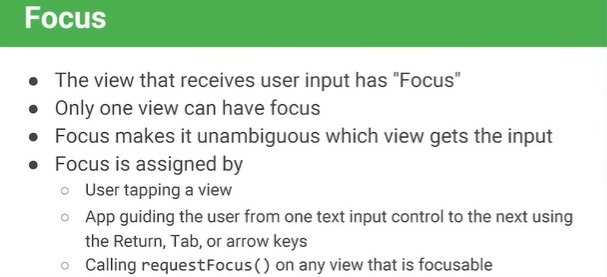 Focus
● The view that receives user input has "Focus"
● Only one view can have focus
● Focus makes it unambiguous which view gets the input
● Focus is assigned by
○ User tapping a view
○ App guiding the user from one text input control to the next using
the Return, Tab, or arrow keys
○ Calling requestFocus() on any view that is focusable